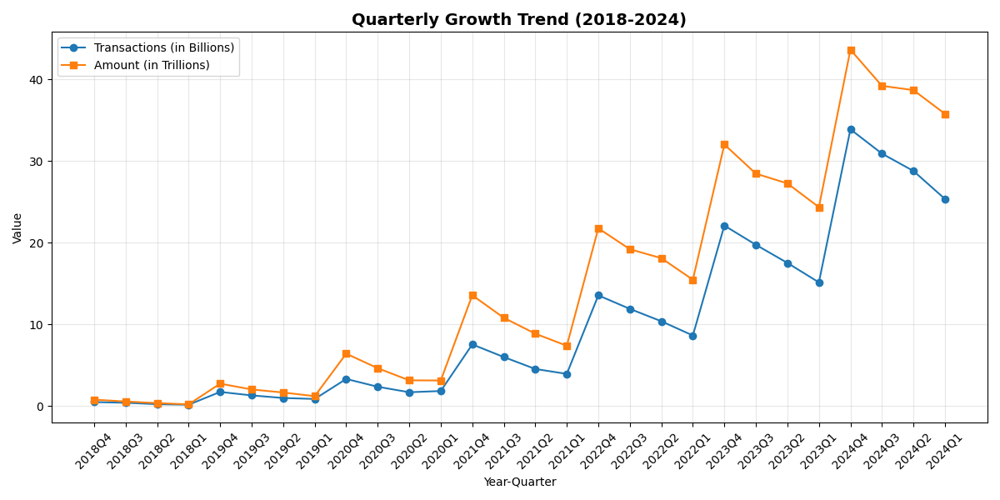 Quarterly Growth Trend (2018-2024)
Transactions (in Billions)
Amount (in Trillions)
Value
40
30
20
10
0
2018Q4
2018Q3
2018Q2
2018Q1
2019Q4
2019Q3
2019Q2
2019Q1
2020Q4
2020Q3
2020Q2
2020Q1
2021Q4
2021Q3
2021Q2
2021Q1
2022Q4
2022Q3
2022Q2
2022Q1
2023Q4
2023Q3
2023Q2
2023Q1
2024Q4
2024Q3
2024Q2
2024Q1
Year-Quarter